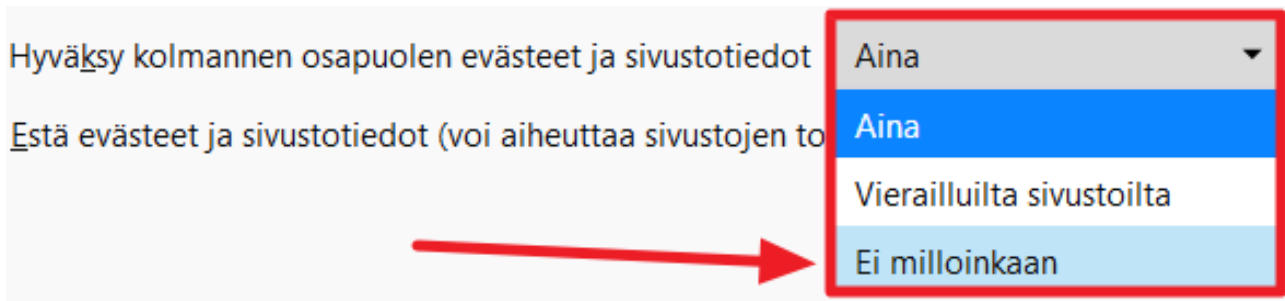 Hyväksy kolmannen osapuolen evästeet ja sivustotiedot Aina
Aina
Estä evästeet ja sivustotiedot (voi aiheuttaa sivustojen to
Vierailluilta sivustoilta
Ei milloinkaan